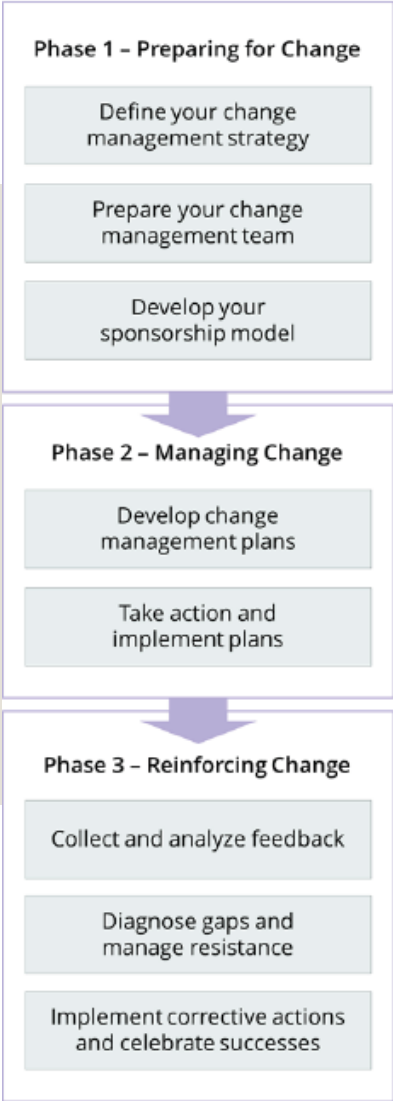 Phase 1 – Preparing for Change
Define your change
management strategy
Prepare your change
management team
Develop your
sponsorship model
Phase 2 – Managing Change
Develop change
management plans
Take action and
implement plans
Phase 3 – Reinforcing Change
Collect and analyze feedback
Diagnose gaps and
manage resistance
Implement corrective actions
and celebrate successes